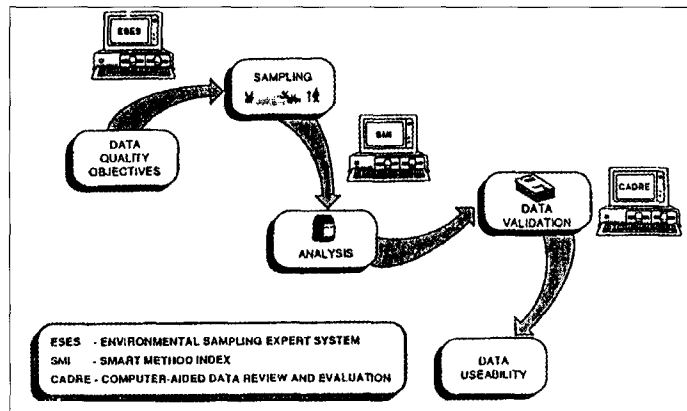 ESES
SAMPLING
DATA
QUALITY
OBJECTIVES
SMI
ANALYSIS
DATA
VALIDATION
CADRE
DATA
USEABILITY
ESES - ENVIRONMENTAL SAMPLING EXPERT SYSTEM
SMI - SMART METHOD INDEX
CADRE - COMPUTER-AIDED DATA REVIEW AND EVALUATION